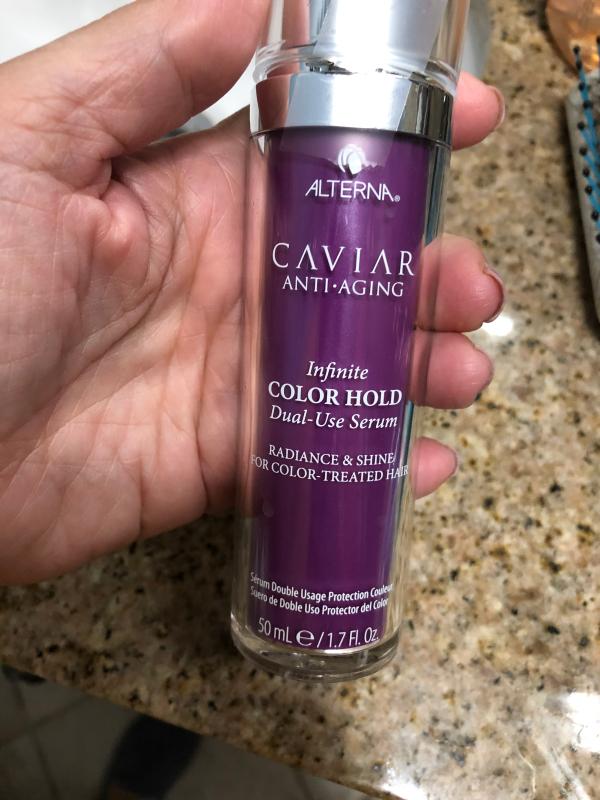 ALTERNA®
CAVIAR
ANTI·AGING
Infinite
COLOR HOLD
Dual-Use Serum
RADIANCE & SHINE
FOR COLOR-TREATED HAIR
Sérum Double Usage Protection Couleur
Suero de Doble Uso Protector del Color
50 mL e / 1.7 Fl. Oz.